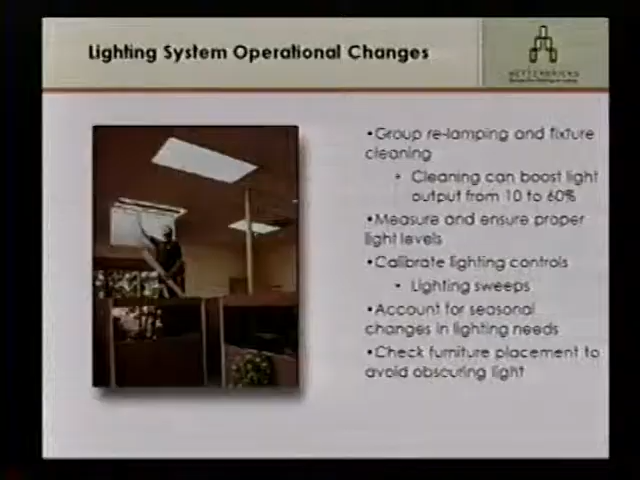 Lighting System Operational Changes
BETTERBRICKS
•Group re-lamping and fixture
cleaning
• Cleaning can boost light
output from 10 to 60%
•Measure and ensure proper
light levels
•Calibrate lighting controls
• Lighting sweeps
•Account for seasonal
changes in lighting needs
•Check furniture placement to
avoid obscuring light